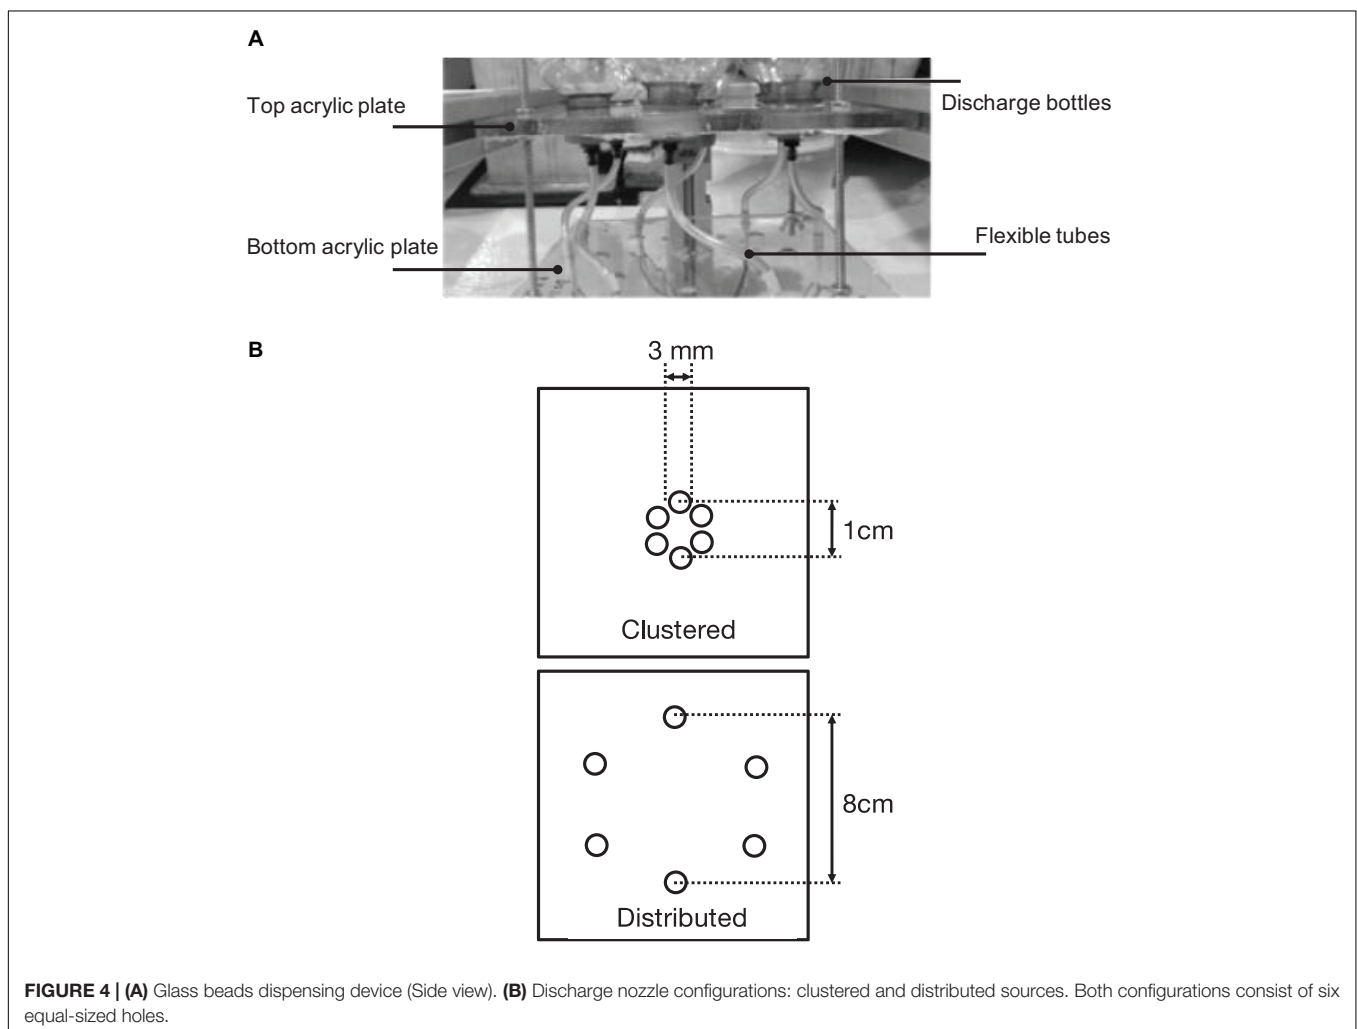 A
Top acrylic plate
Discharge bottles
Bottom acrylic plate
Flexible tubes
B
3 mm
1cm
Clustered
8cm
Distributed
FIGURE 4 | (A) Glass beads dispensing device (Side view). (B) Discharge nozzle configurations: clustered and distributed sources. Both configurations consist of six
equal-sized holes.